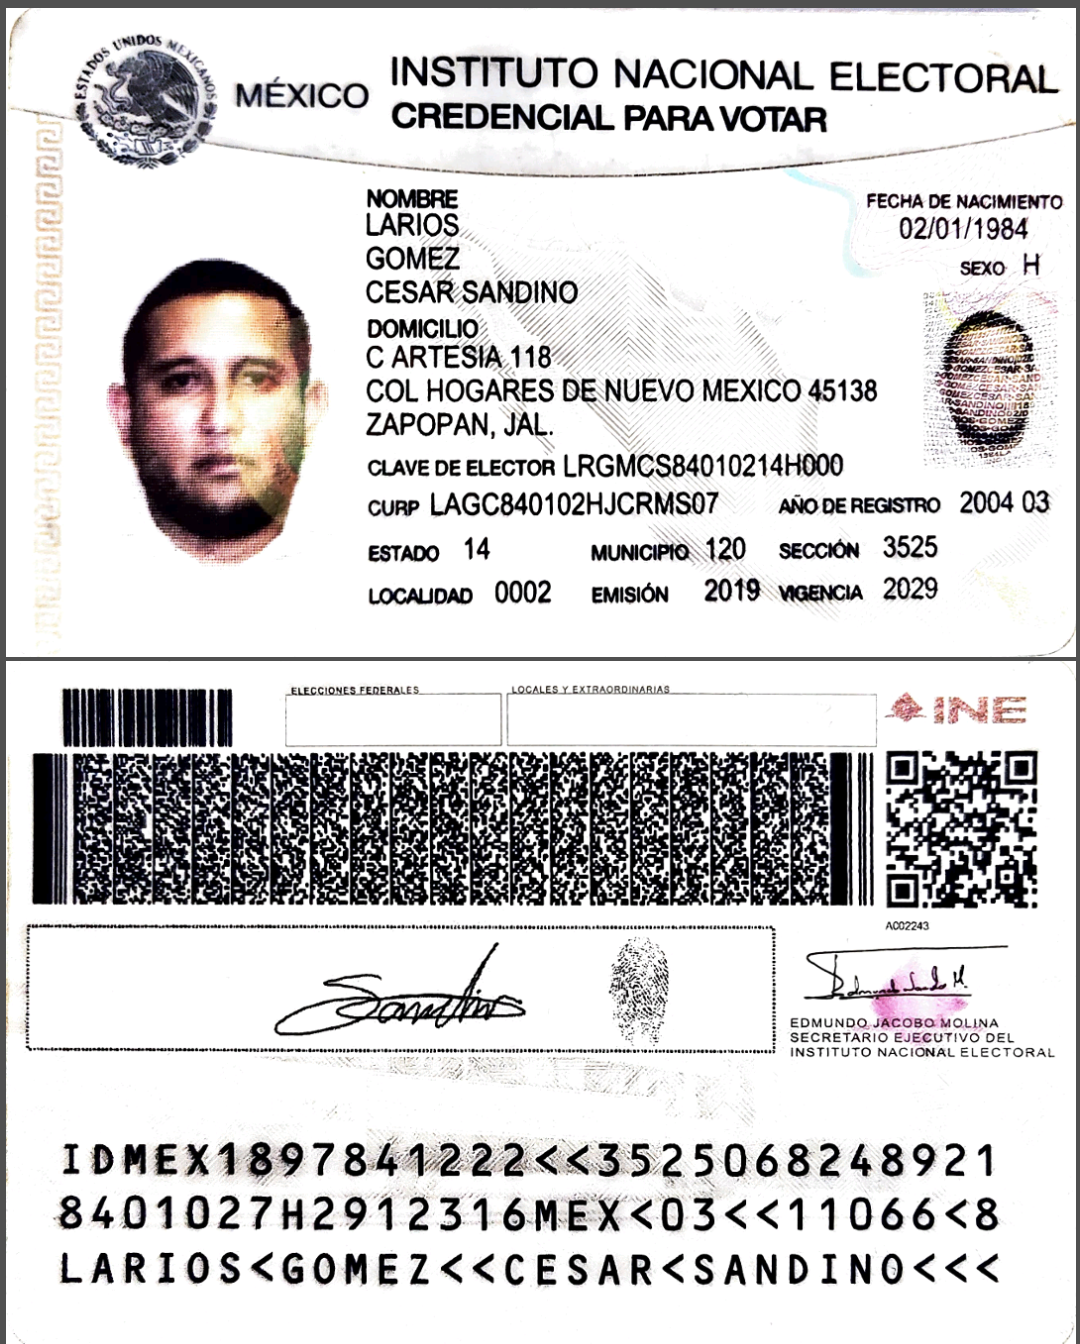 ESTADOS UNIDOS MEXICANOS
MÉXICO
INSTITUTO NACIONAL ELECTORAL
CREDENCIAL PARA VOTAR
NOMBRE
LARIOS
GOMEZ
CESAR SANDINO
FECHA DE NACIMIENTO
02/01/1984
SEXO H
DOMICILIO
C ARTESIA 118
COL HOGARES DE NUEVO MEXICO 45138
ZAPOPAN, JAL.
CLAVE DE ELECTOR LRGMCS84010214H000
CURP LAGC840102HJCRMS07 AÑO DE REGISTRO 2004 03
ESTADO 14 MUNICIPIO 120 SECCIÓN 3525
LOCALIDAD 0002 EMISIÓN 2019 VIGENCIA 2029
ELECCIONES FEDERALES LOCALES Y EXTRAORDINARIAS
INE
A002243
Sandino
EDMUNDO JACOBO MOLINA
SECRETARIO EJECUTIVO DEL
INSTITUTO NACIONAL ELECTORAL
IDMEX1897841222<<3525068248921
8401027H2912316MEX<03<<11066<8
LARIOS<GOMEZ<<CESAR<SANDINO<<<